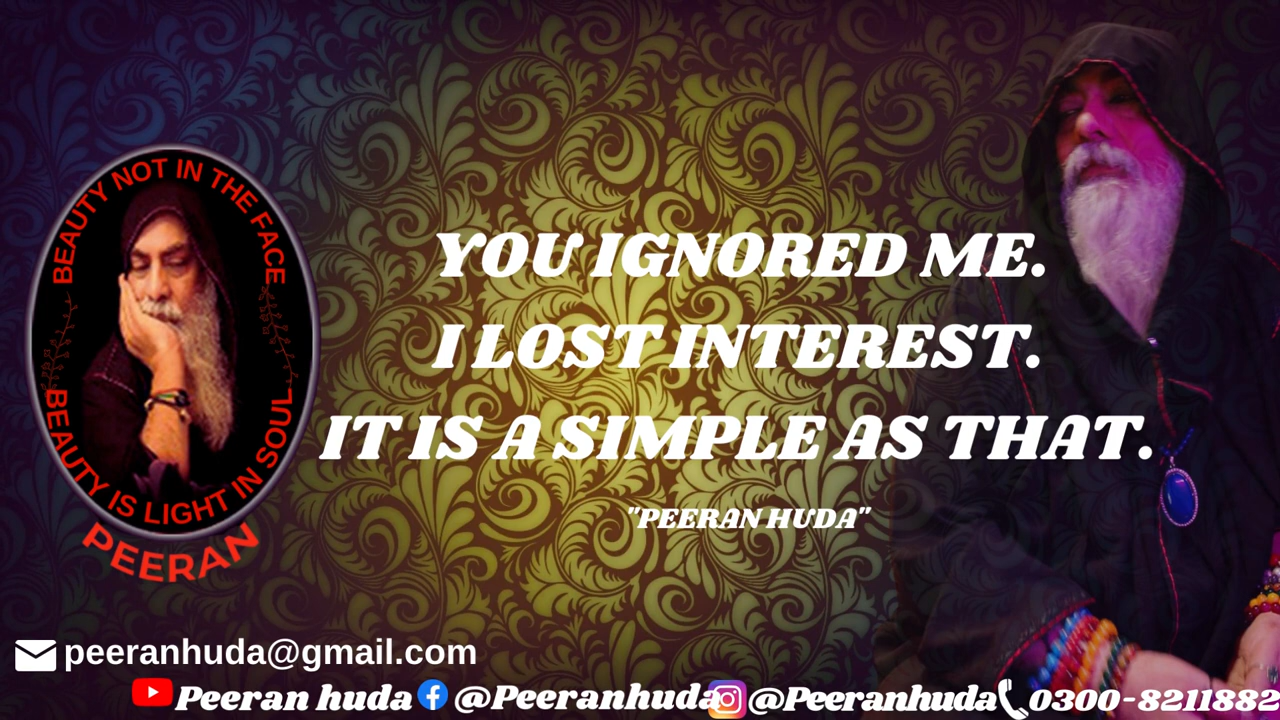 BEAUTY NOT IN THE FACE
BEAUTY IS LIGHT IN SOUL
PEERAN
YOU IGNORED ME.
I LOST INTEREST.
IT IS A SIMPLE AS THAT.
"PEERAN HUDA"
peeranhuda@gmail.com
Peeran huda @Peeranhuda @Peeranhuda 0300-8211882